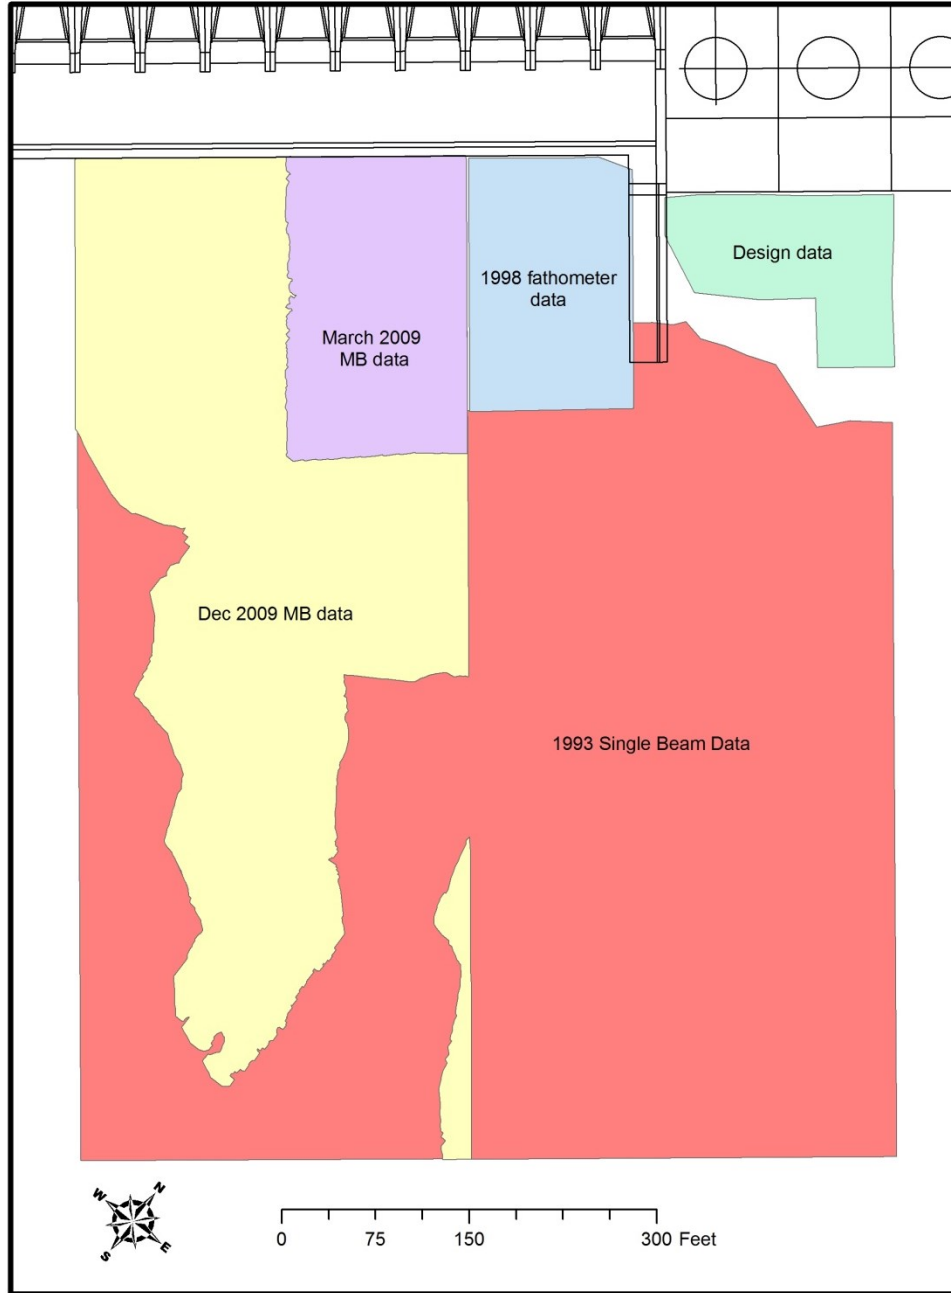 Design data
1998 fathometer
data
March 2009
MB data
Dec 2009 MB data
1993 Single Beam Data
W
N
S
E
0
75
150
300 Feet